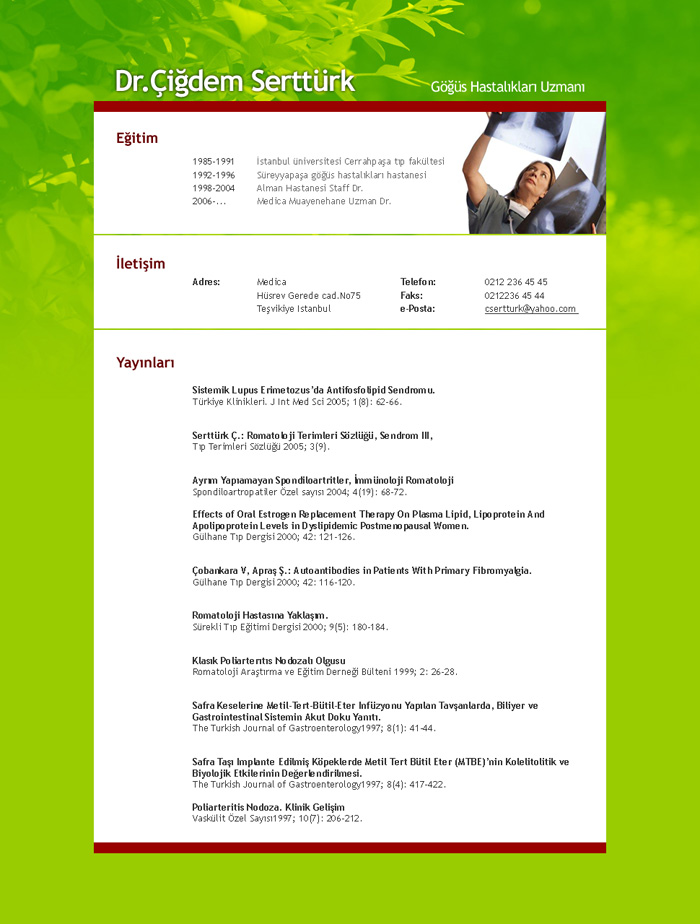 Dr.Çiğdem Serttürk
Göğüs Hastalıkları Uzmanı
Eğitim
1985-1991 İstanbul üniversitesi Cerrahpaşa tıp fakültesi
1992-1996 Süreyyapaşa göğüs hastalıkları hastanesi
1998-2004 Alman Hastanesi Staff Dr.
2006-... Medica Muayenehane Uzman Dr.
İletişim
Adres: Medica Telefon: 0212 236 45 45
Hüsrev Gerede cad.No75 Faks: 0212236 45 44
Teşvikiye Istanbul e-Posta: csertturk@yahoo.com
Yayınları
Sistemik Lupus Erimetozus'da Antifosfolipid Sendromu.
Türkiye Klinikleri. J Int Med Sci 2005; 1(8): 62-66.
Serttürk Ç.: Romatoloji Terimleri Sözlüğü, Sendrom III,
Tıp Terimleri Sözlüğü 2005; 3(9).
Ayrım Yapıamayan Spondiloartritler, İmmünoloji Romatoloji
Spondiloartropatiler Özel sayısı 2004; 4(19): 68-72.
Effects of Oral Estrogen Replacement Therapy On Plasma Lipid, Lipoprotein And
Apolipoprotein Levels in Dyslipidemic Postmenopausal Women.
Gülhane Tıp Dergisi 2000; 42: 121-126.
Çobankara V, Apraş Ş.: Autoantibodies in Patients With Primary Fibromyalgia.
Gülhane Tıp Dergisi 2000; 42: 116-120.
Romatoloji Hastasına Yaklaşım.
Sürekli Tıp Eğitimi Dergisi 2000; 9(5): 180-184.
Klasık Poliarterıtıs Nodozalı Olgusu
Romatoloji Araştırma ve Eğitim Derneği Bülteni 1999; 2: 26-28.
Safra Keselerine Metil-Tert-Bütil-Eter Infüzyonu Yapılan Tavşanlarda, Biliyer ve
Gastrointestinal Sistemin Akut Doku Yanıtı.
The Turkish Journal of Gastroenterology1997; 8(1): 41-44.
Safra Taşı Implante Edilmiş Köpeklerde Metil Tert Bütil Eter (MTBE)'nin Kolelitolitik ve
Biyolojik Etkilerinin Değerlendirilmesi.
The Turkish Journal of Gastroenterology1997; 8(4): 417-422.
Poliarteritis Nodoza. Klinik Gelişim
Vaskülit Özel Sayısı1997; 10(7): 206-212.